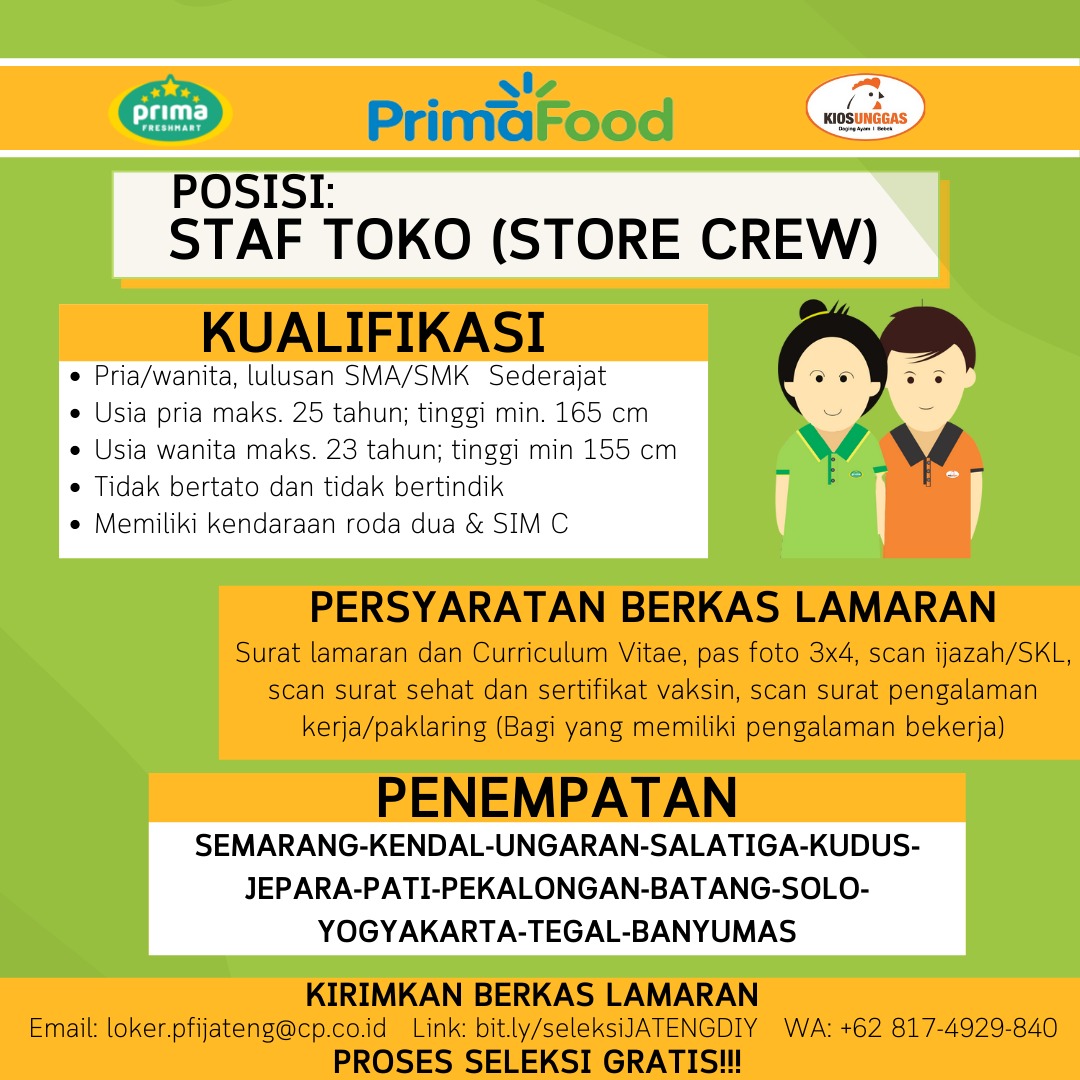 prima
FRESHMART
PrimaFood
KIOSUNGGAS
Daging Ayam | Bebek
POSISI:
STAF TOKO (STORE CREW)
KUALIFIKASI
• Pria/wanita, lulusan SMA/SMK  Sederajat
• Usia pria maks. 25 tahun; tinggi min. 165 cm
• Usia wanita maks. 23 tahun; tinggi min 155 cm
• Tidak bertato dan tidak bertindik
• Memiliki kendaraan roda dua & SIM C
PERSYARATAN BERKAS LAMARAN
Surat lamaran dan Curriculum Vitae, pas foto 3x4, scan ijazah/SKL,
scan surat sehat dan sertifikat vaksin, scan surat pengalaman
kerja/paklaring (Bagi yang memiliki pengalaman bekerja)
PENEMPATAN
SEMARANG-KENDAL-UNGARAN-SALATIGA-KUDUS-
JEPARA-PATI-PEKALONGAN-BATANG-SOLO-
YOGYAKARTA-TEGAL-BANYUMAS
KIRIMKAN BERKAS LAMARAN
Email: loker.pfijateng@cp.co.id   Link: bit.ly/seleksiJATENGDIY   WA: +62 817-4929-840
PROSES SELEKSI GRATIS!!!